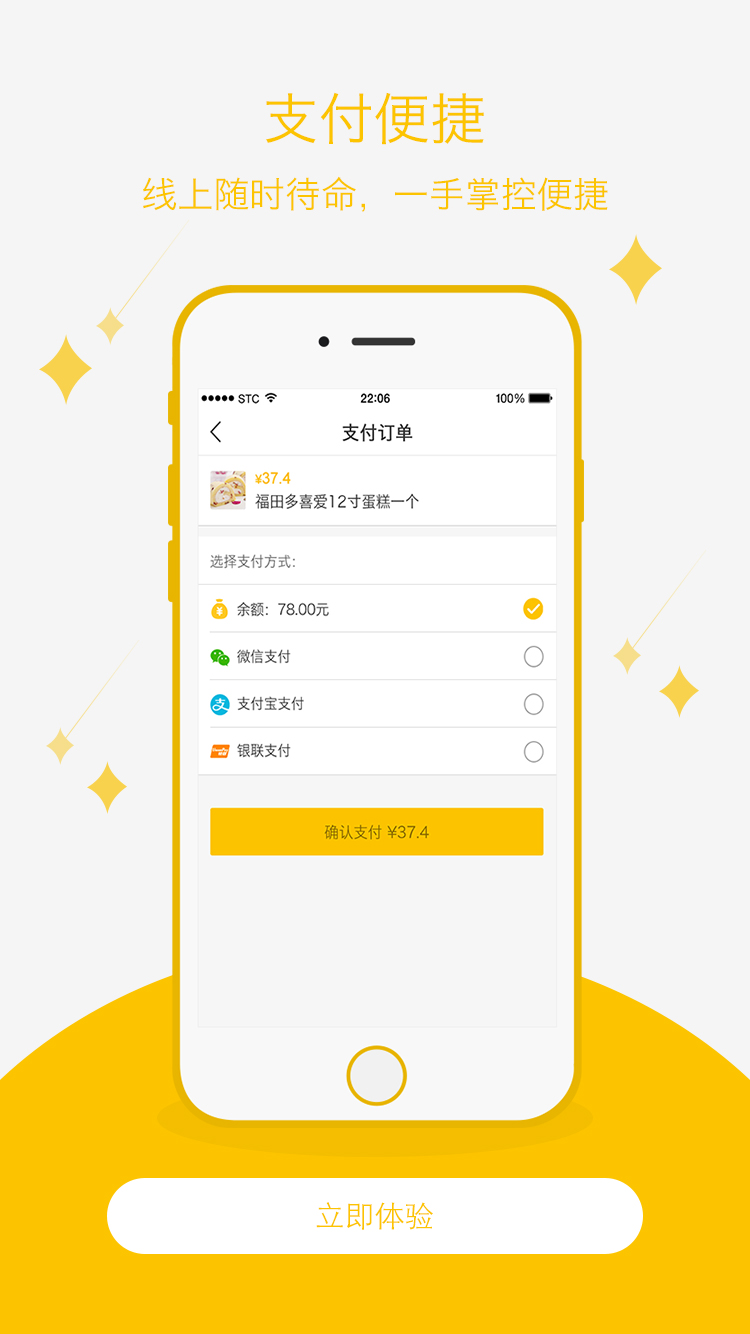 支付便捷
线上随时待命，一手掌控便捷
STC 22:06 100%
支付订单
¥37.4
福田多喜爱12寸蛋糕一个
选择支付方式：
余额：78.00元
微信支付
支付宝支付
银联支付
确认支付 ¥37.4
立即体验